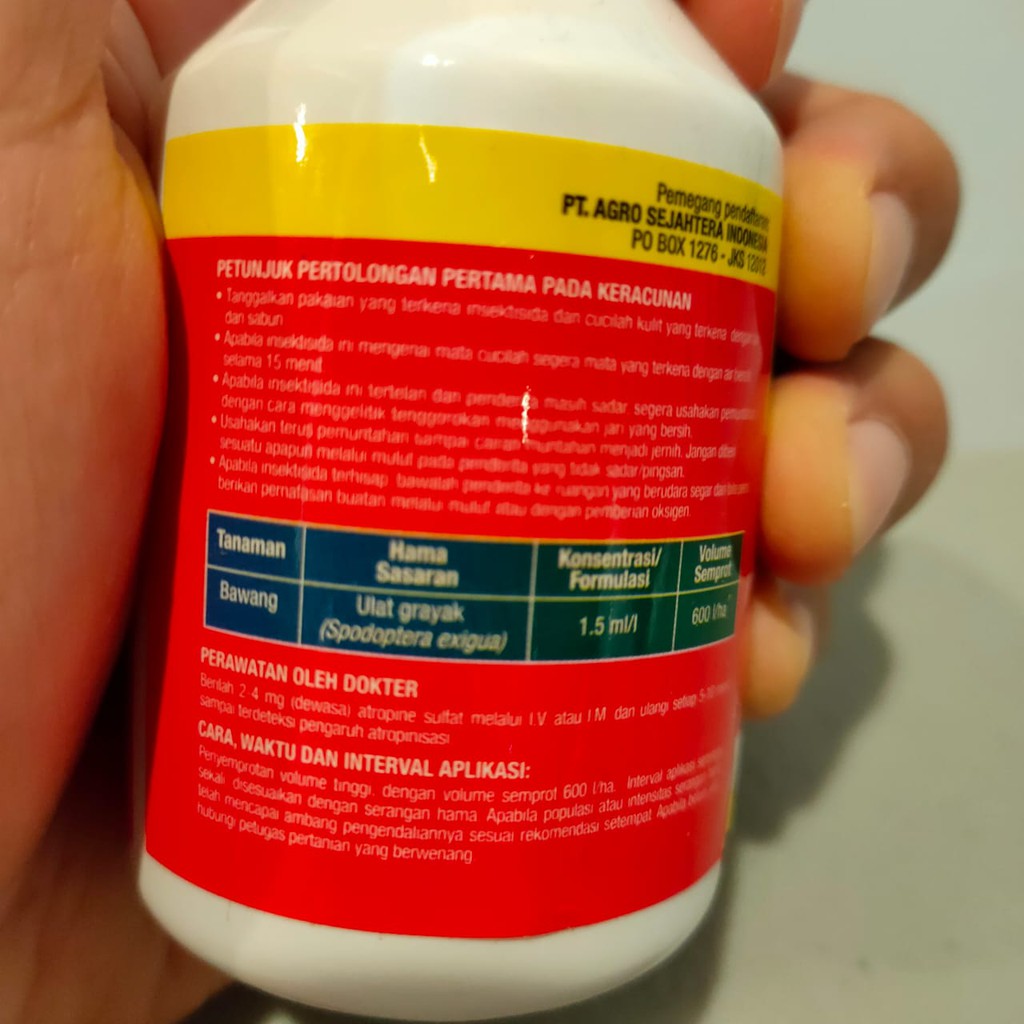 Pemegang pendaftaran
PT. AGRO SEJAHTERA INDONESIA
PO BOX 1276 - JKS 12012
PETUNJUK PERTOLONGAN PERTAMA PADA KERACUNAN
• Tanggalkan pakaian yang terkena insektisida dan cucilah kulit yang terkena dengan
dan sabun
• Apabila insektisida ini mengenai mata cucilah segera mata yang terkena dengan air bersih
selama 15 menit
• Apabila insektisida ini tertelan dan penderita masih sadar segera usahakan
dengan cara menggelitik tenggorokan menggunakan jari yang bersih.
• Usahakan terus pemuntahan sampai cairan muntahan menjadi jernih. Jangan diberi
sesuatu apapun melalui mulut pada penderita yang tidak sadar/pingsan.
• Apabila insektisida terhisap bawalah penderita ke ruangan yang berudara segar dan
berikan pernafasan buatan melalui mulut atau dengan pemberian oksigen.
Tanaman Hama Sasaran Konsentrasi/ Formulasi Volume Semprot
Bawang Ulat grayak (Spodoptera exigua) 1.5 ml/l 600 l/ha
PERAWATAN OLEH DOKTER
Berilah 2-4 mg (dewasa) atropine sulfat melalui I.V atau I.M dan ulangi setiap
sampai terdeteksi pengaruh atropinisasi
CARA, WAKTU DAN INTERVAL APLIKASI:
Penyemprotan volume tinggi, dengan volume semprot 600 l/ha. Interval aplikasi
sekali disesuaikan dengan serangan hama. Apabila populasi atau intensitas serangan
telah mencapai ambang pengendaliannya sesuai rekomendasi setempat Apabila
hubungi petugas pertanian yang berwenang